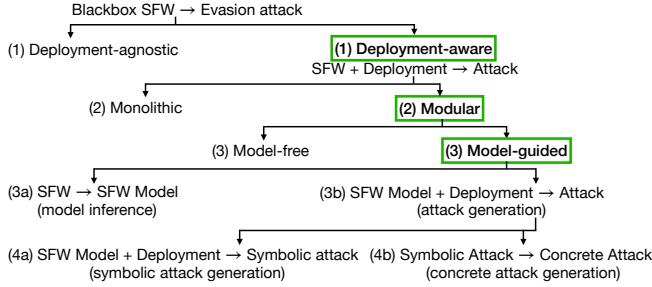 Blackbox SFW → Evasion attack
(1) Deployment-agnostic
(1) Deployment-aware
SFW + Deployment → Attack
(2) Monolithic
(2) Modular
(3) Model-free
(3) Model-guided
(3a) SFW → SFW Model
(model inference)
(3b) SFW Model + Deployment → Attack
(attack generation)
(4a) SFW Model + Deployment → Symbolic attack
(symbolic attack generation)
(4b) Symbolic Attack → Concrete Attack
(concrete attack generation)